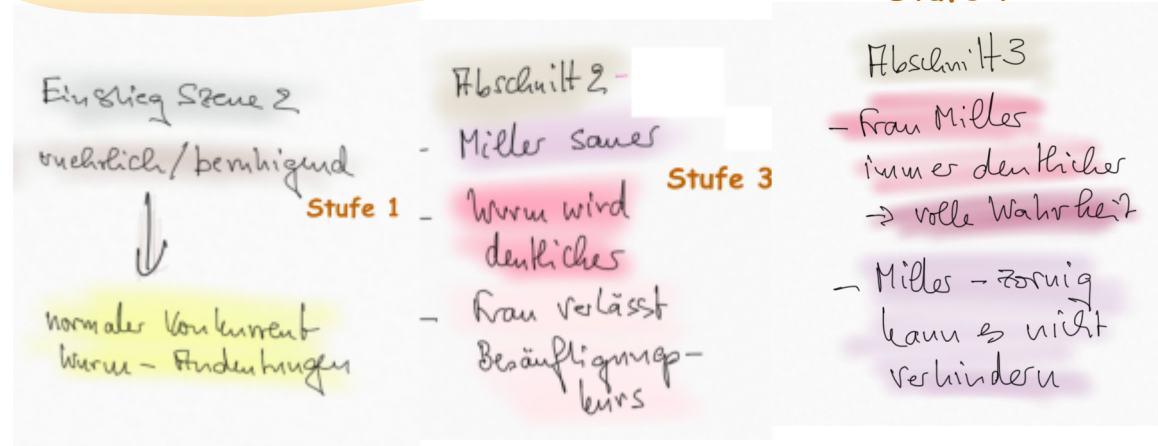 Einstieg Szene 2
ruehrlich/beruhigend
Stufe 1
normaler Konkurrent
Wurm – Andeutungen
Abschnitt 2 -
- Miller sauer
Stufe 3
- Wurm wird
deutlicher
- Frau verlässt
Besänftigungs-
kurs
Abschnitt 3
- Frau Miller
immer deutlicher
→ volle Wahrheit
- Miller – zornig
kann es nicht
verhindern